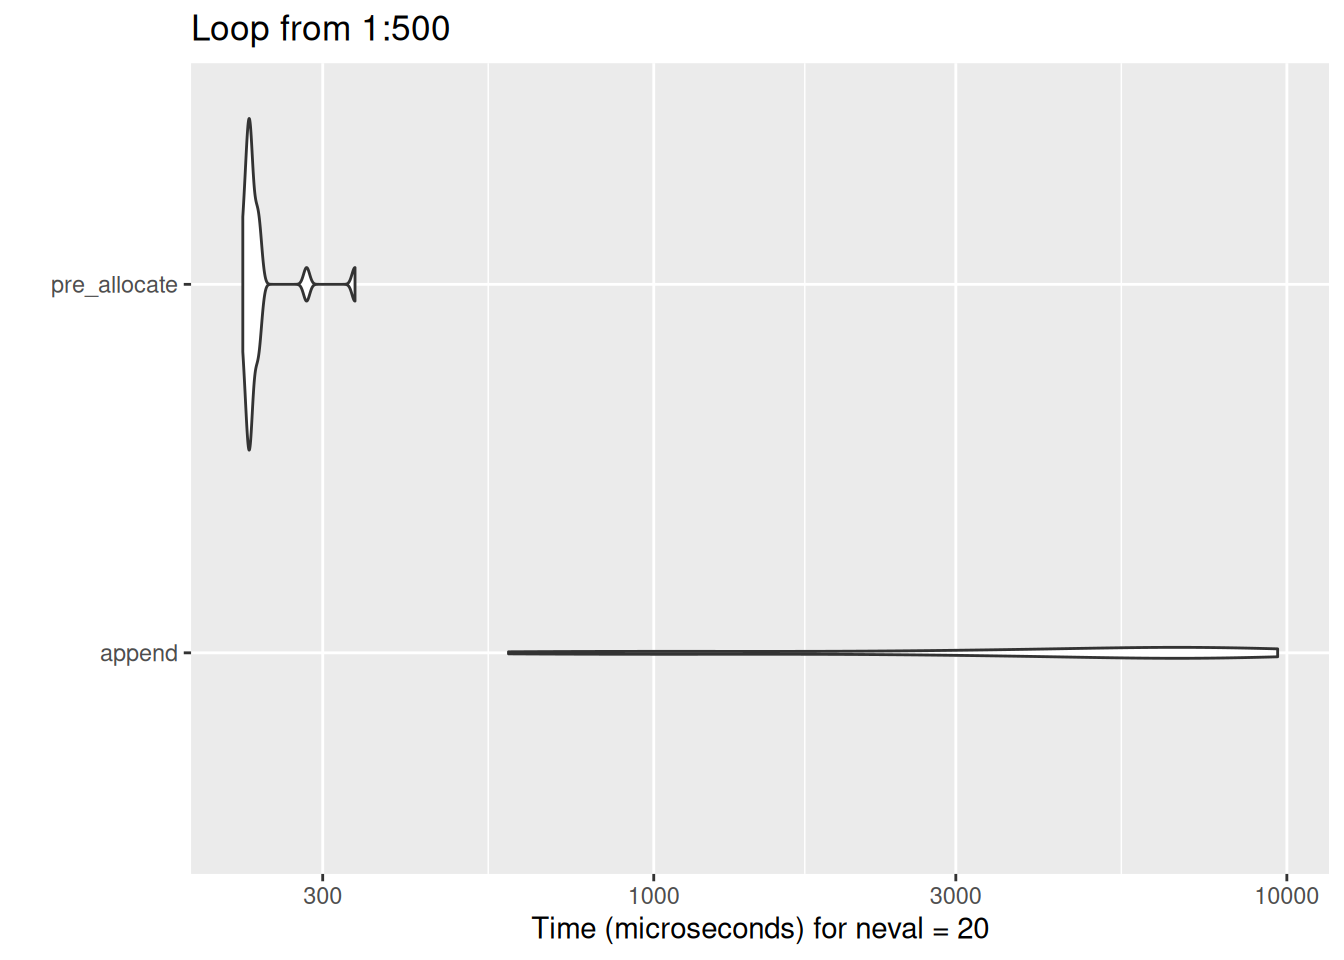 Loop from 1:500
pre_allocate
append
300 1000 3000 10000
Time (microseconds) for neval = 20